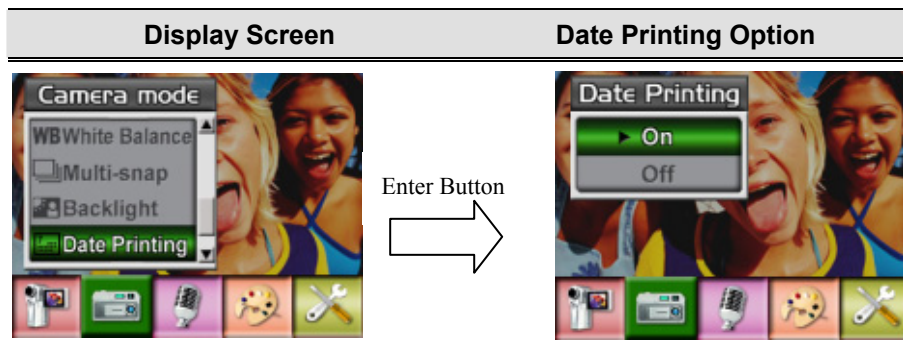 Display Screen Date Printing Option
Camera mode
WB White Balance
Multi-snap
Backlight
Date Printing
Enter Button
Date Printing
On
Off